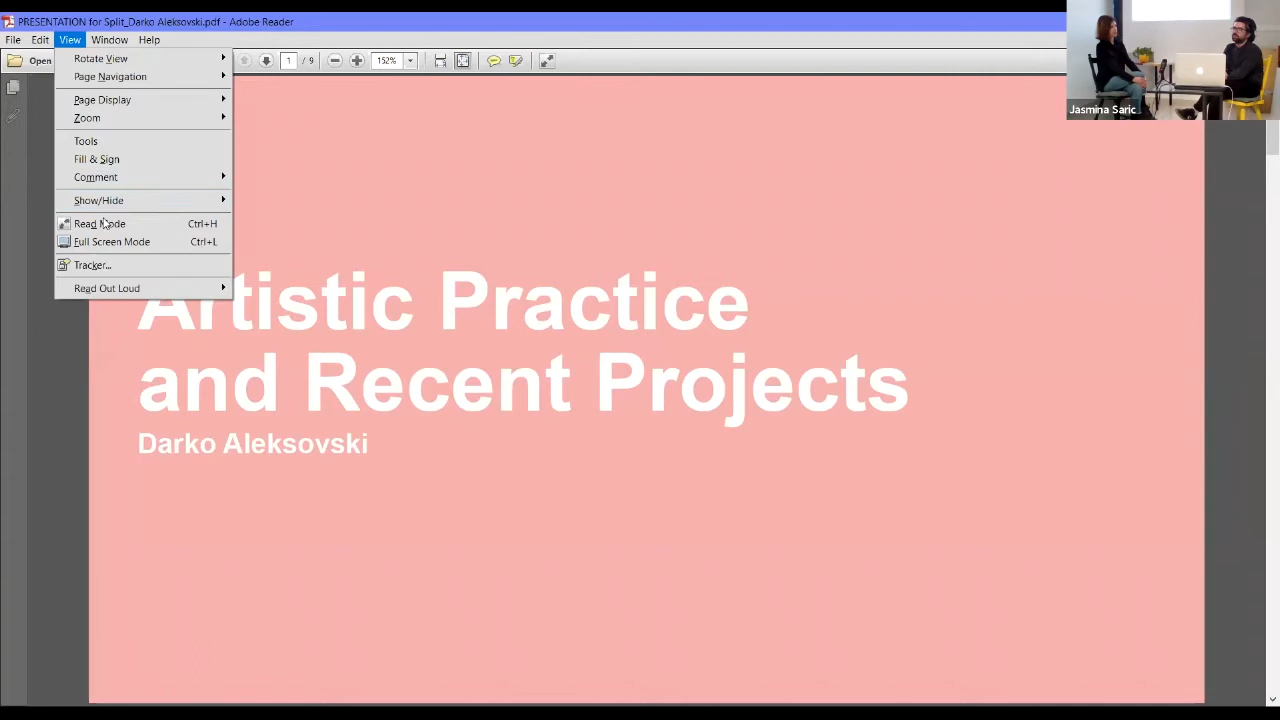 PRESENTATION for Split_Darko Aleksovski.pdf - Adobe Reader
File Edit View Window Help
Open 1 / 9 152%
Rotate View
Page Navigation
Page Display
Zoom
Tools
Fill & Sign
Comment
Show/Hide
Read Mode Ctrl+H
Full Screen Mode Ctrl+L
Tracker...
Read Out Loud
Jasmina Saric
Artistic Practice
and Recent Projects
Darko Aleksovski